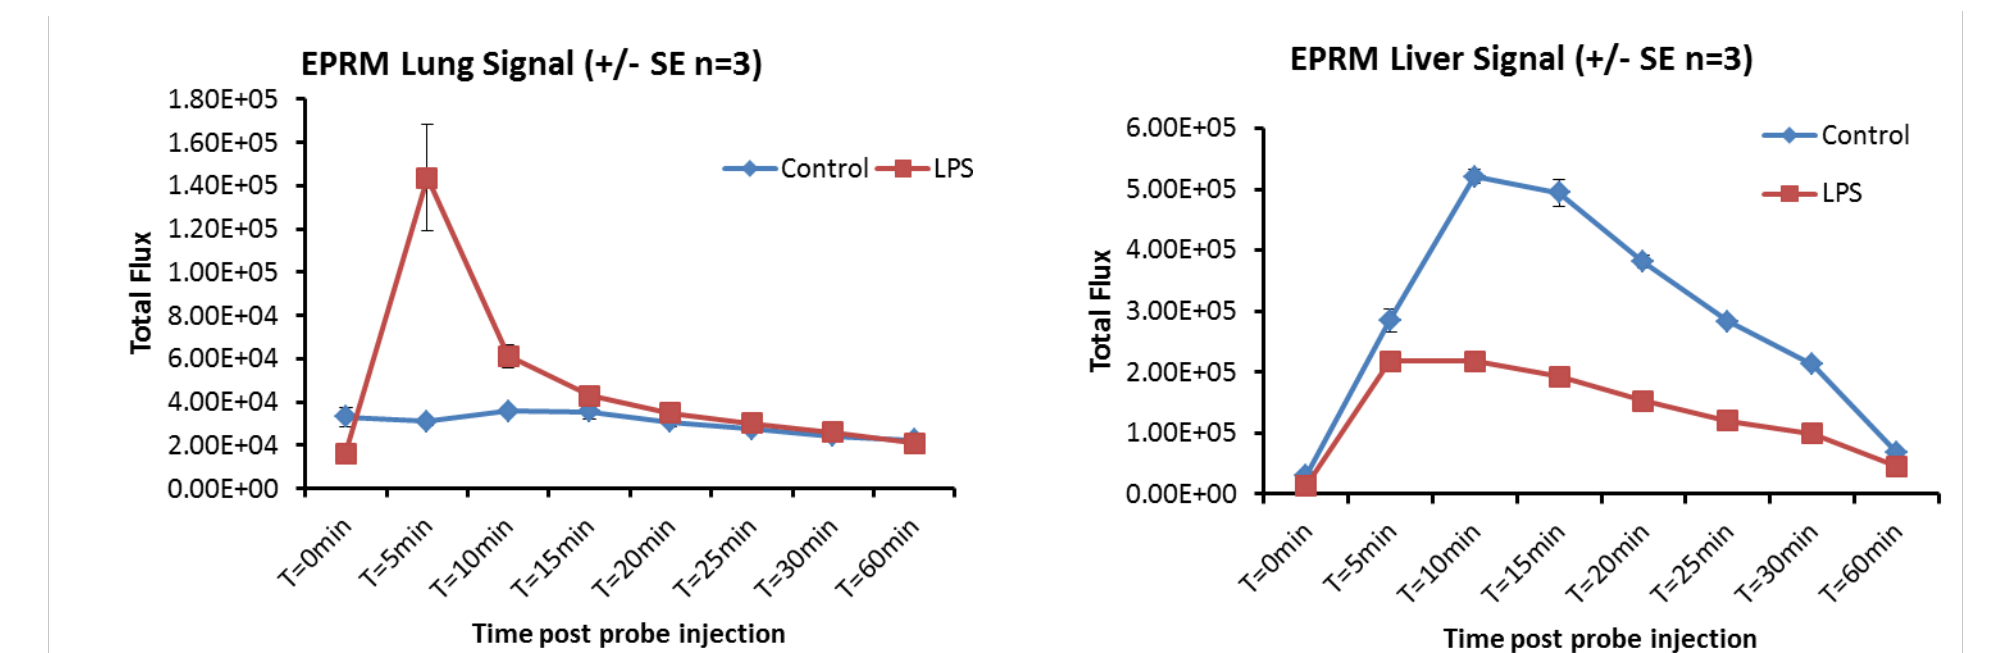 EPRM Lung Signal (+/- SE n=3)
1.80E+05
1.60E+05
1.40E+05
1.20E+05
1.00E+05
8.00E+04
6.00E+04
4.00E+04
2.00E+04
0.00E+00
Total Flux
Control
LPS
T=0min
T=5min
T=10min
T=15min
T=20min
T=25min
T=30min
T=60min
Time post probe injection
EPRM Liver Signal (+/- SE n=3)
6.00E+05
5.00E+05
4.00E+05
3.00E+05
2.00E+05
1.00E+05
0.00E+00
Total Flux
Control
LPS
T=0min
T=5min
T=10min
T=15min
T=20min
T=25min
T=30min
T=60min
Time post probe injection